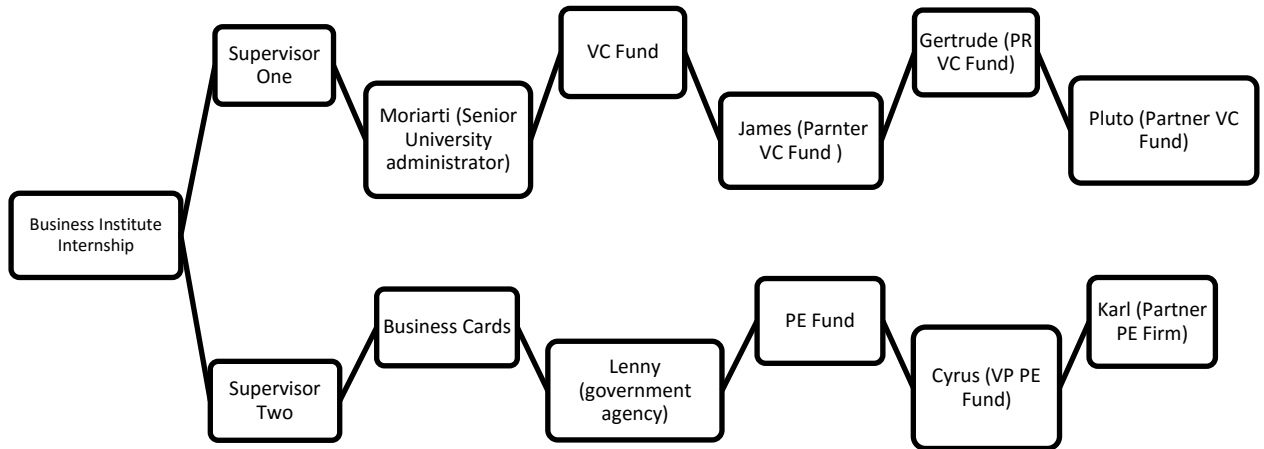 Business Institute
Internship
Supervisor
One
Moriarti (Senior
University
administrator)
VC Fund
James (Parnter
VC Fund )
Gertrude (PR
VC Fund)
Pluto (Partner VC
Fund)
Supervisor
Two
Business Cards
Lenny
(government
agency)
PE Fund
Cyrus (VP PE
Fund)
Karl (Partner
PE Firm)